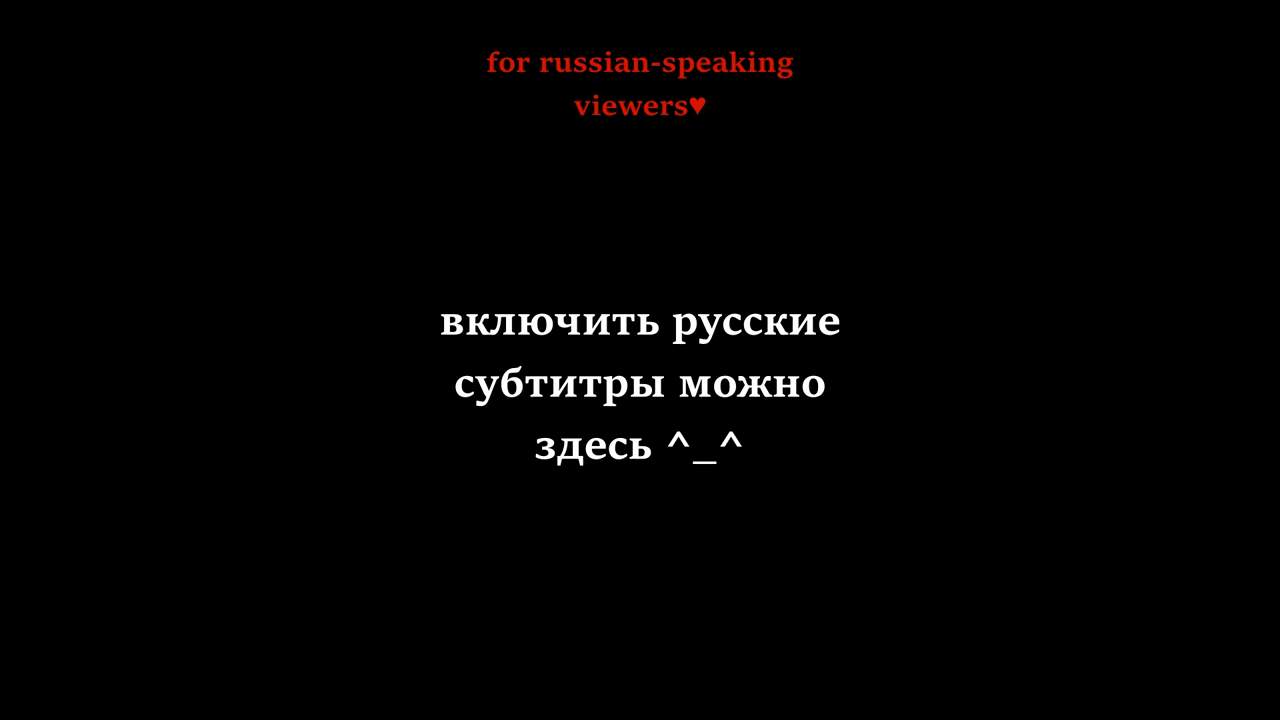 for russian-speaking
viewers♥
включить русские
субтитры можно
здесь ^_^